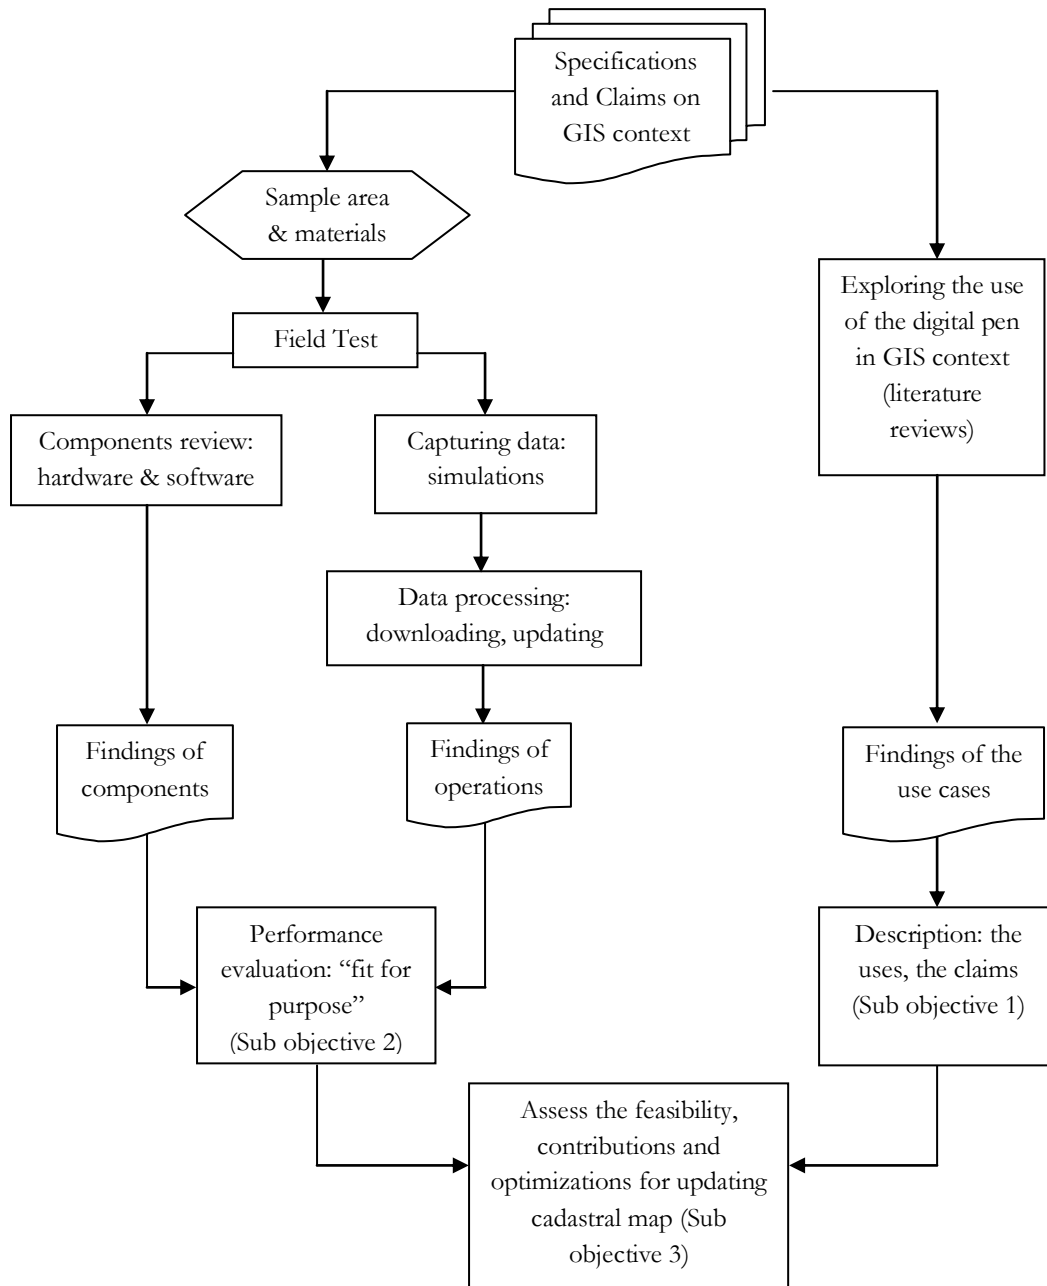 Specifications
and Claims on
GIS context
Sample area
& materials
Field Test
Exploring the use
of the digital pen
in GIS context
(literature
reviews)
Components review:
hardware & software
Capturing data:
simulations
Data processing:
downloading, updating
Findings of
components
Findings of
operations
Findings of the
use cases
Performance
evaluation: “fit for
purpose”
(Sub objective 2)
Description: the
uses, the claims
(Sub objective 1)
Assess the feasibility,
contributions and
optimizations for updating
cadastral map (Sub
objective 3)